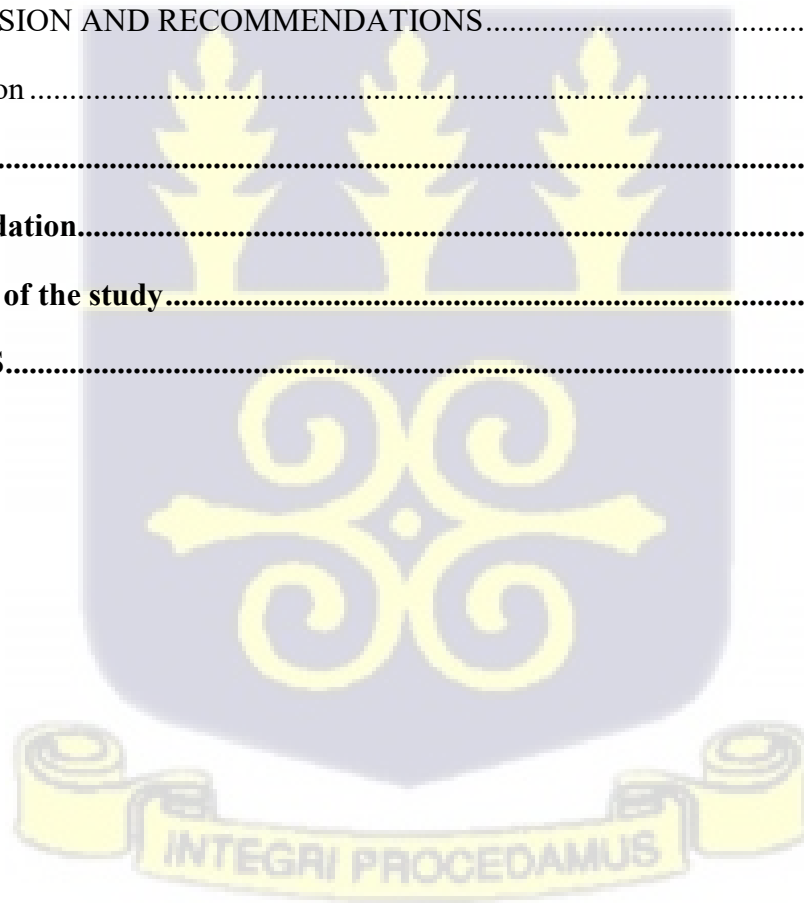 SION AND RECOMMENDATIONS....................................
on....................................................................................
....................................................................................
dation.............................................................................
of the study.................................................................
S....................................................................................
INTEGRI PROCEDAMUS